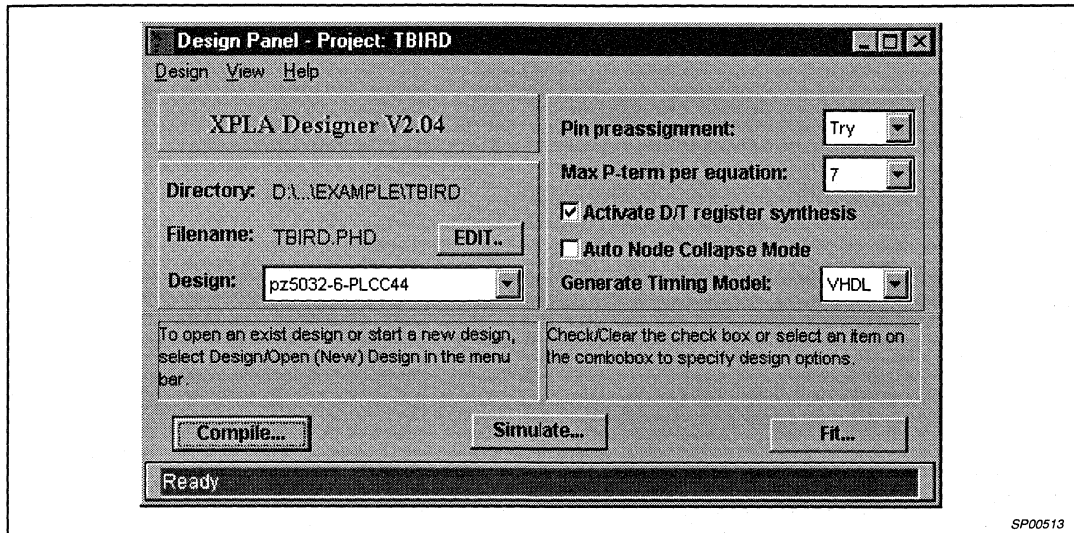 Design Panel - Project: TBIRD
Design View Help
XPLA Designer V2.04
Directory: D:\...\EXAMPLE\TBIRD
Filename: TBIRD.PHD EDIT..
Design: pz5032-6-PLCC44
Pin preassignment: Try
Max P-term per equation: 7
Activate D/T register synthesis
Auto Node Collapse Mode
Generate Timing Model: VHDL
To open an exist design or start a new design,
select Design/Open (New) Design in the menu
bar.
Check/Clear the check box or select an item on
the combobox to specify design options.
Compile... Simulate... Fit...
Ready
SP00513